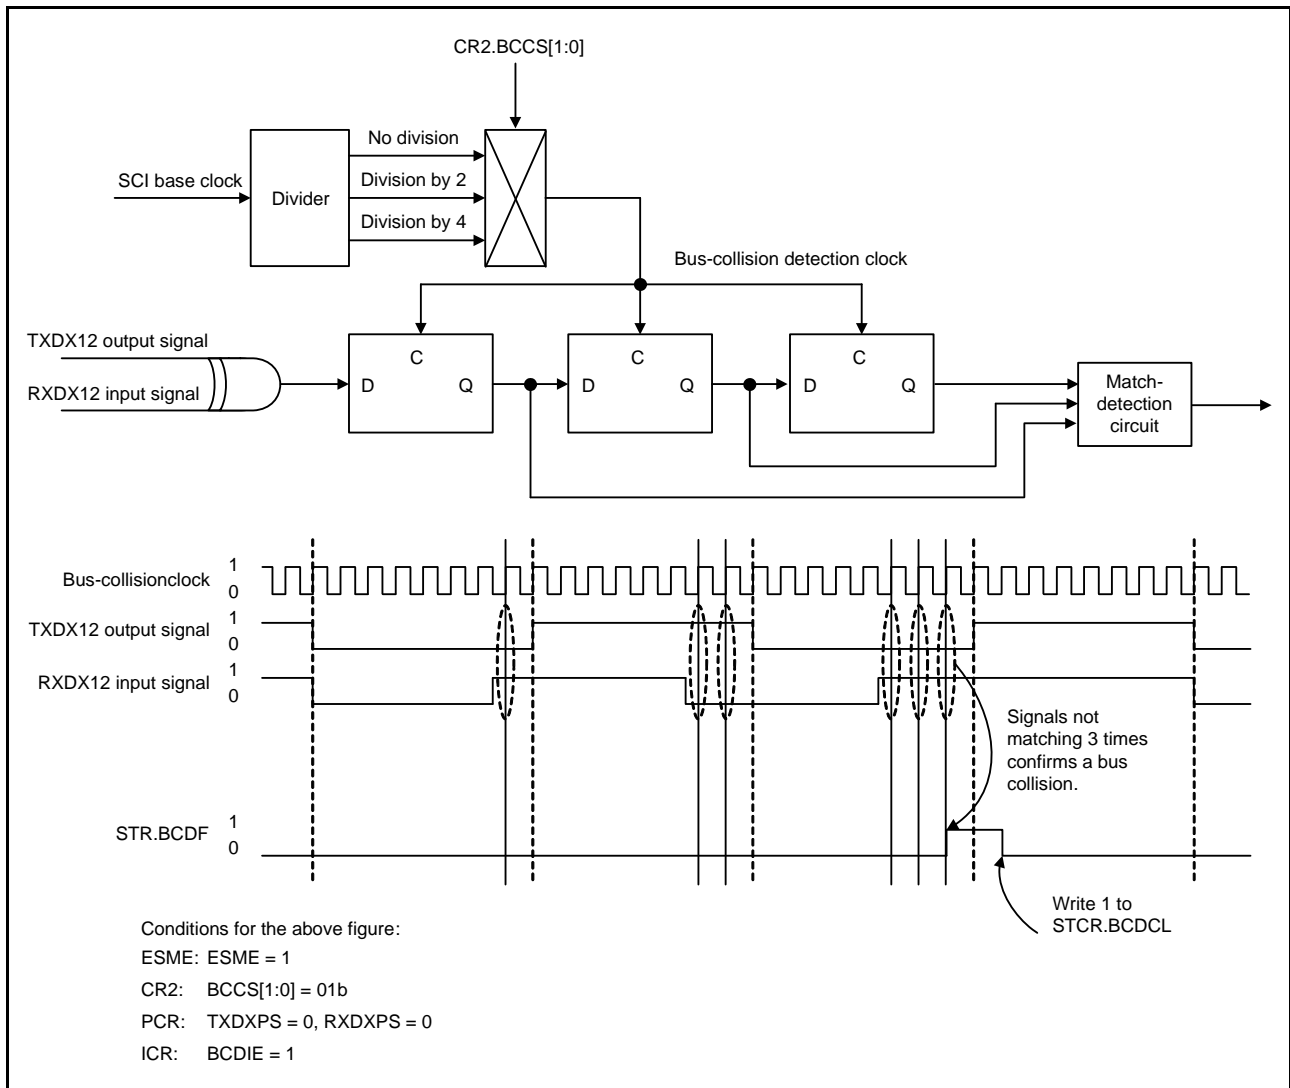 CR2.BCCS[1:0]
No division
SCI base clock
Divider
Division by 2
Division by 4
Bus-collision detection clock
TXDX12 output signal
RXDX12 input signal
C
D
Q
C
D
Q
C
D
Q
Match-
detection
circuit
Bus-collisionclock
1
0
TXDX12 output signal
1
0
RXDX12 input signal
1
0
Signals not
matching 3 times
confirms a bus
collision.
STR.BCDF
1
0
Write 1 to
STCR.BCDCL
Conditions for the above figure:
ESME: ESME = 1
CR2: BCCS[1:0] = 01b
PCR: TXDXPS = 0, RXDXPS = 0
ICR: BCDIE = 1